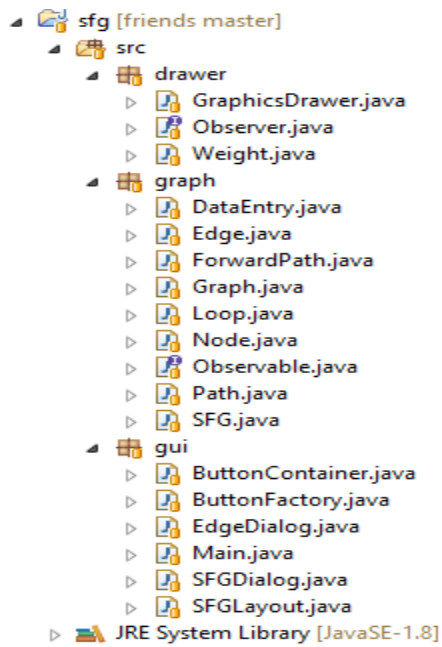 sfg [friends master]
src
drawer
GraphicsDrawer.java
Observer.java
Weight.java
graph
DataEntry.java
Edge.java
ForwardPath.java
Graph.java
Loop.java
Node.java
Observable.java
Path.java
SFG.java
gui
ButtonContainer.java
ButtonFactory.java
EdgeDialog.java
Main.java
SFGDialog.java
SFGLayout.java
JRE System Library [JavaSE-1.8]